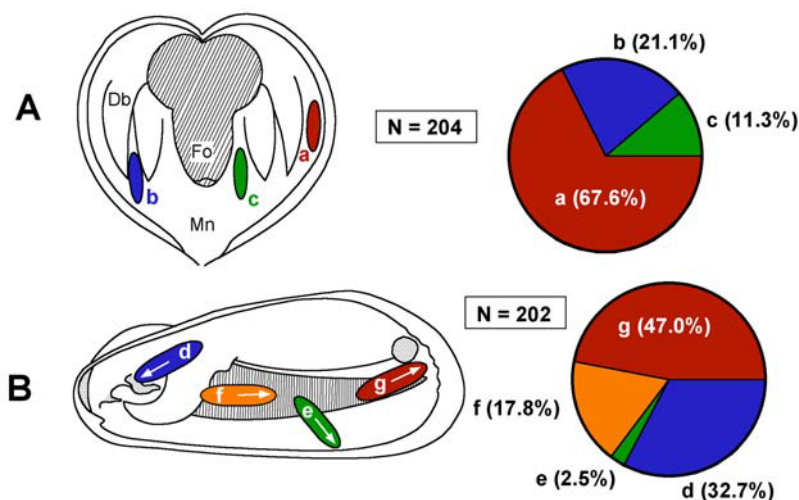 A
Db
Fo
a
b
c
Mn
N = 204
b (21.1%)
c (11.3%)
a (67.6%)
B
d
f
e
g
N = 202
g (47.0%)
f (17.8%)
e (2.5%)
d (32.7%)